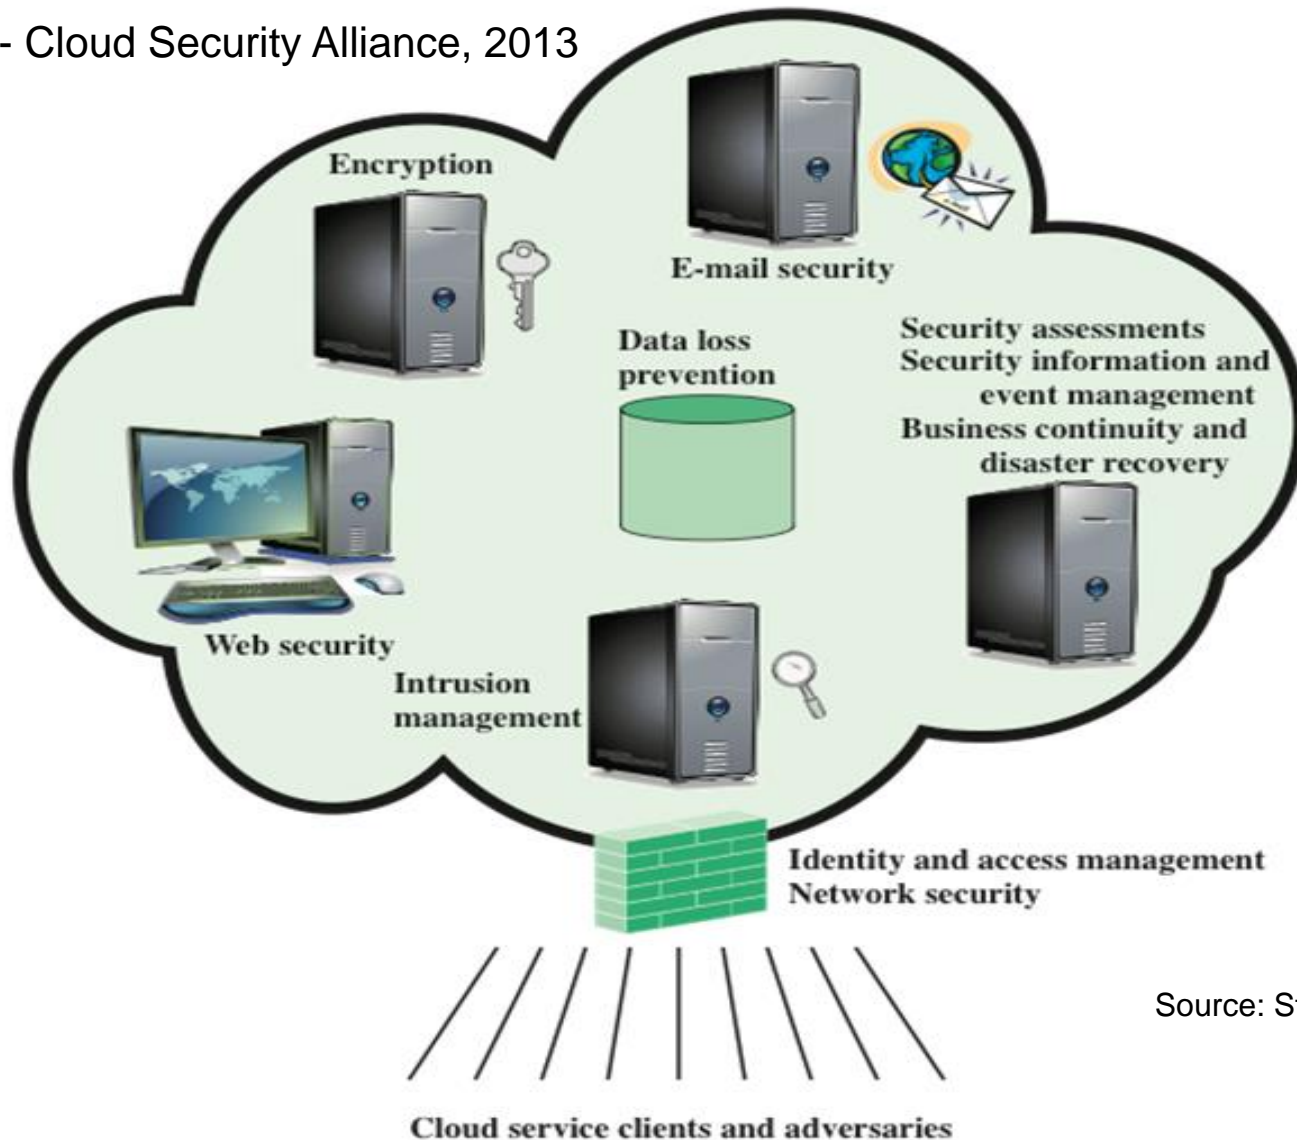 - Cloud Security Alliance, 2013
Encryption
E-mail security
Data loss
prevention
Security assessments
Security information and
event management
Business continuity and
disaster recovery
Web security
Intrusion
management
Identity and access management
Network security
Source:
Cloud service clients and adversaries